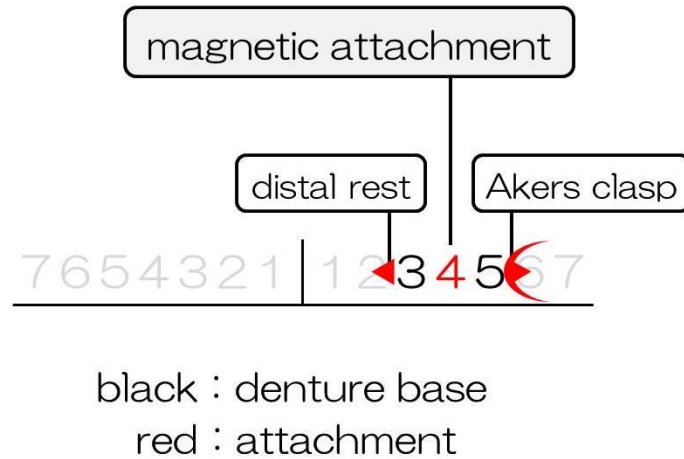 magnetic attachment
distal rest
Akers clasp
7654321 1234567
black：denture base
red：attachment